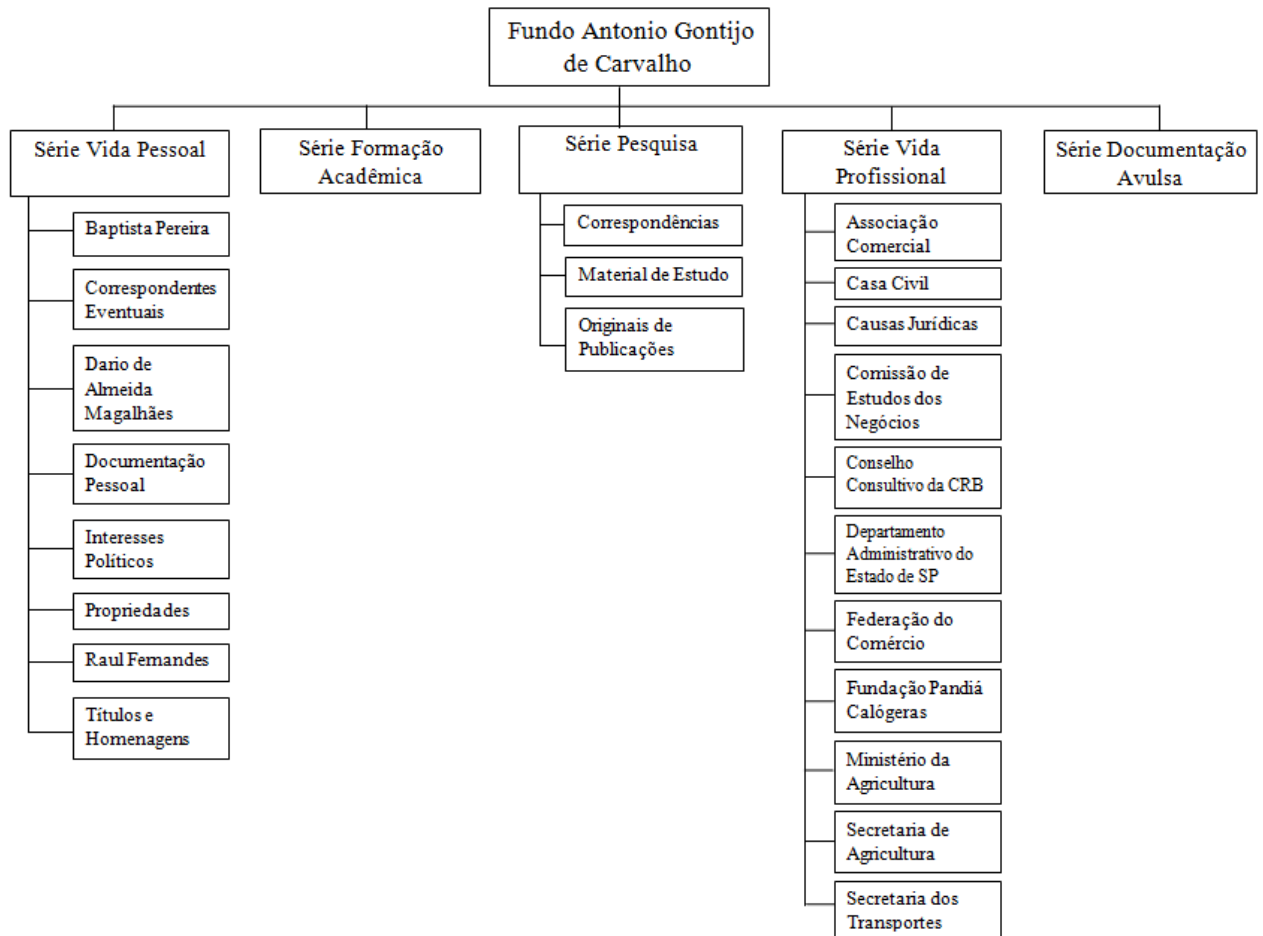 Fundo Antonio Gontijo
de Carvalho
Série Vida Pessoal
Baptista Pereira
Correspondentes
Eventuais
Dario de
Almeida
Magalhães
Documentação
Pessoal
Interesses
Políticos
Propriedades
Raul Fernandes
Títulos e
Homenagens
Série Formação
Acadêmica
Série Pesquisa
Correspondências
Material de Estudo
Originais de
Publicações
Série Vida
Profissional
Associação
Comercial
Casa Civil
Causas Jurídicas
Comissão de
Estudos dos
Negócios
Conselho
Consultivo da CRB
Departamento
Administrativo do
Estado de SP
Federação do
Comércio
Fundação Pandiá
Calógeras
Ministério da
Agricultura
Secretaria de
Agricultura
Secretaria dos
Transportes
Série Documentação
Avulsa